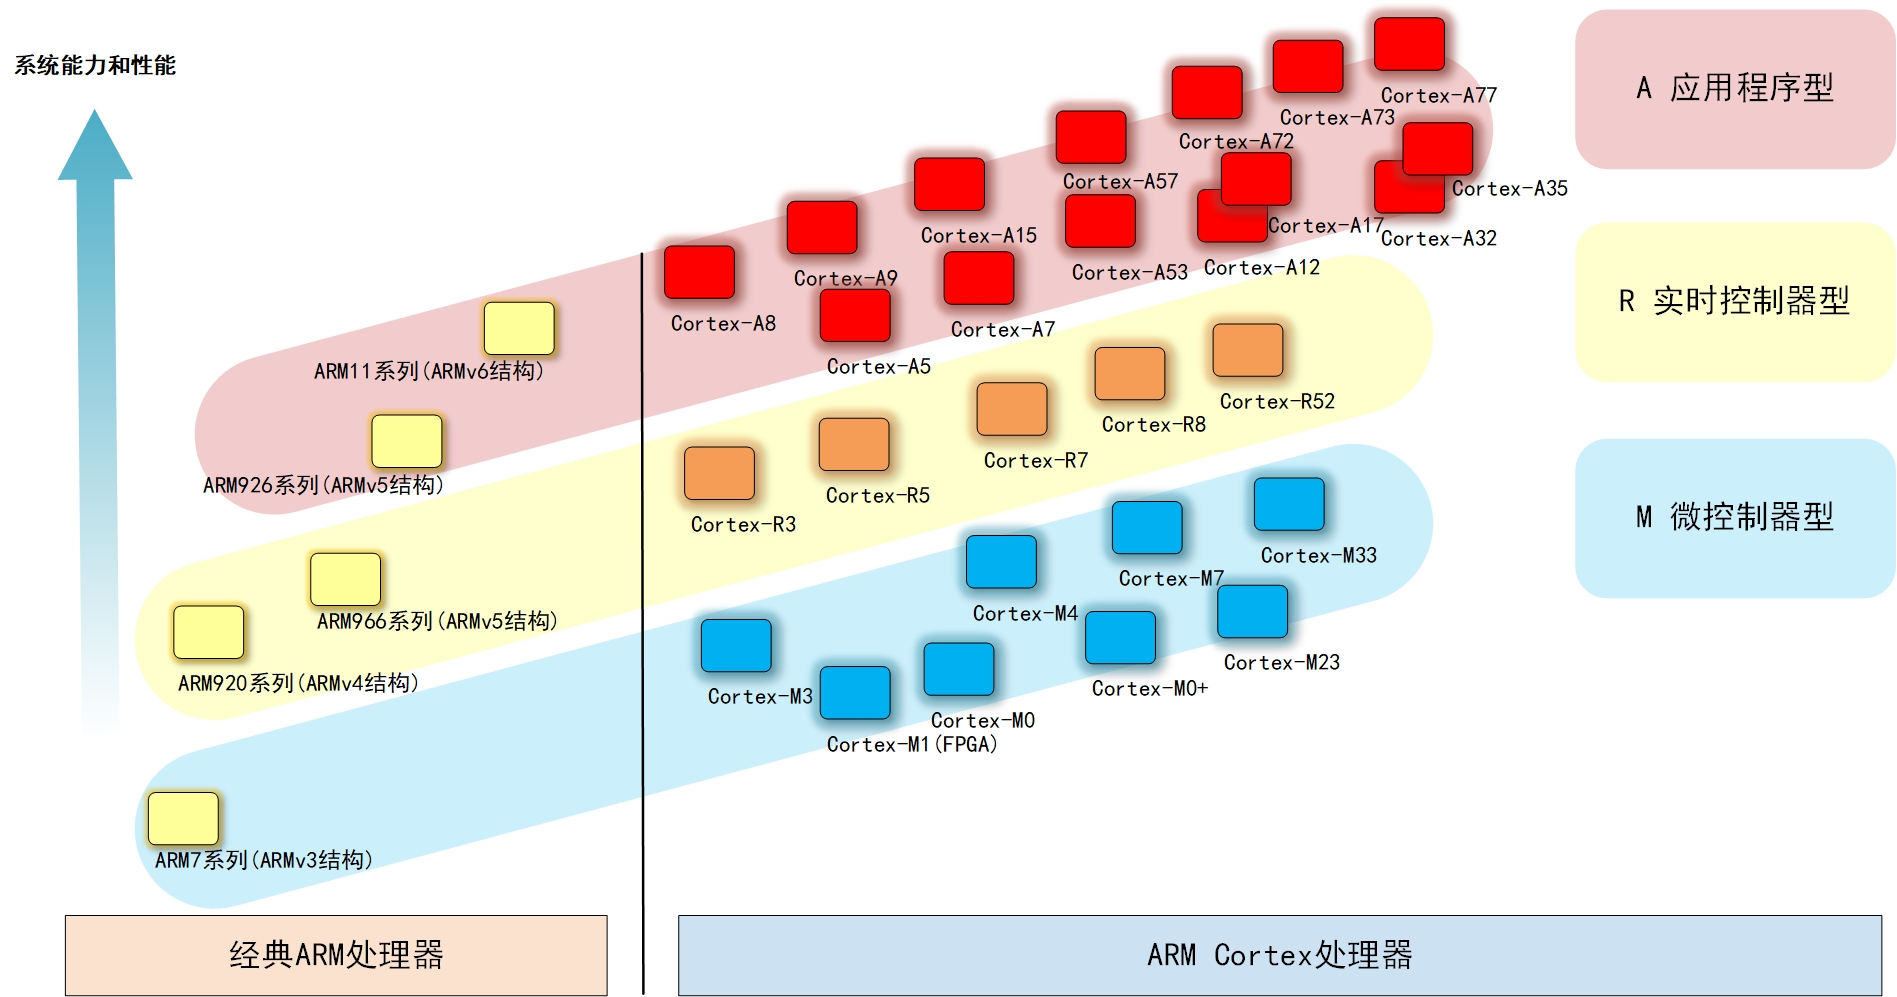 系统能力和性能
A 应用程序型
R 实时控制器型
M 微控制器型
Cortex-A77
Cortex-A73
Cortex-A72
Cortex-A57
Cortex-A35
Cortex-A17
Cortex-A32
Cortex-A15
Cortex-A53
Cortex-A12
Cortex-A9
Cortex-A8
Cortex-A7
Cortex-A5
ARM11系列(ARMv6结构)
ARM926系列(ARMv5结构)
Cortex-R52
Cortex-R8
Cortex-R7
Cortex-R5
Cortex-R3
ARM966系列(ARMv5结构)
ARM920系列(ARMv4结构)
Cortex-M33
Cortex-M7
Cortex-M4
Cortex-M23
Cortex-M0+
Cortex-M3
Cortex-M0
Cortex-M1(FPGA)
ARM7系列(ARMv3结构)
经典ARM处理器
ARM Cortex处理器